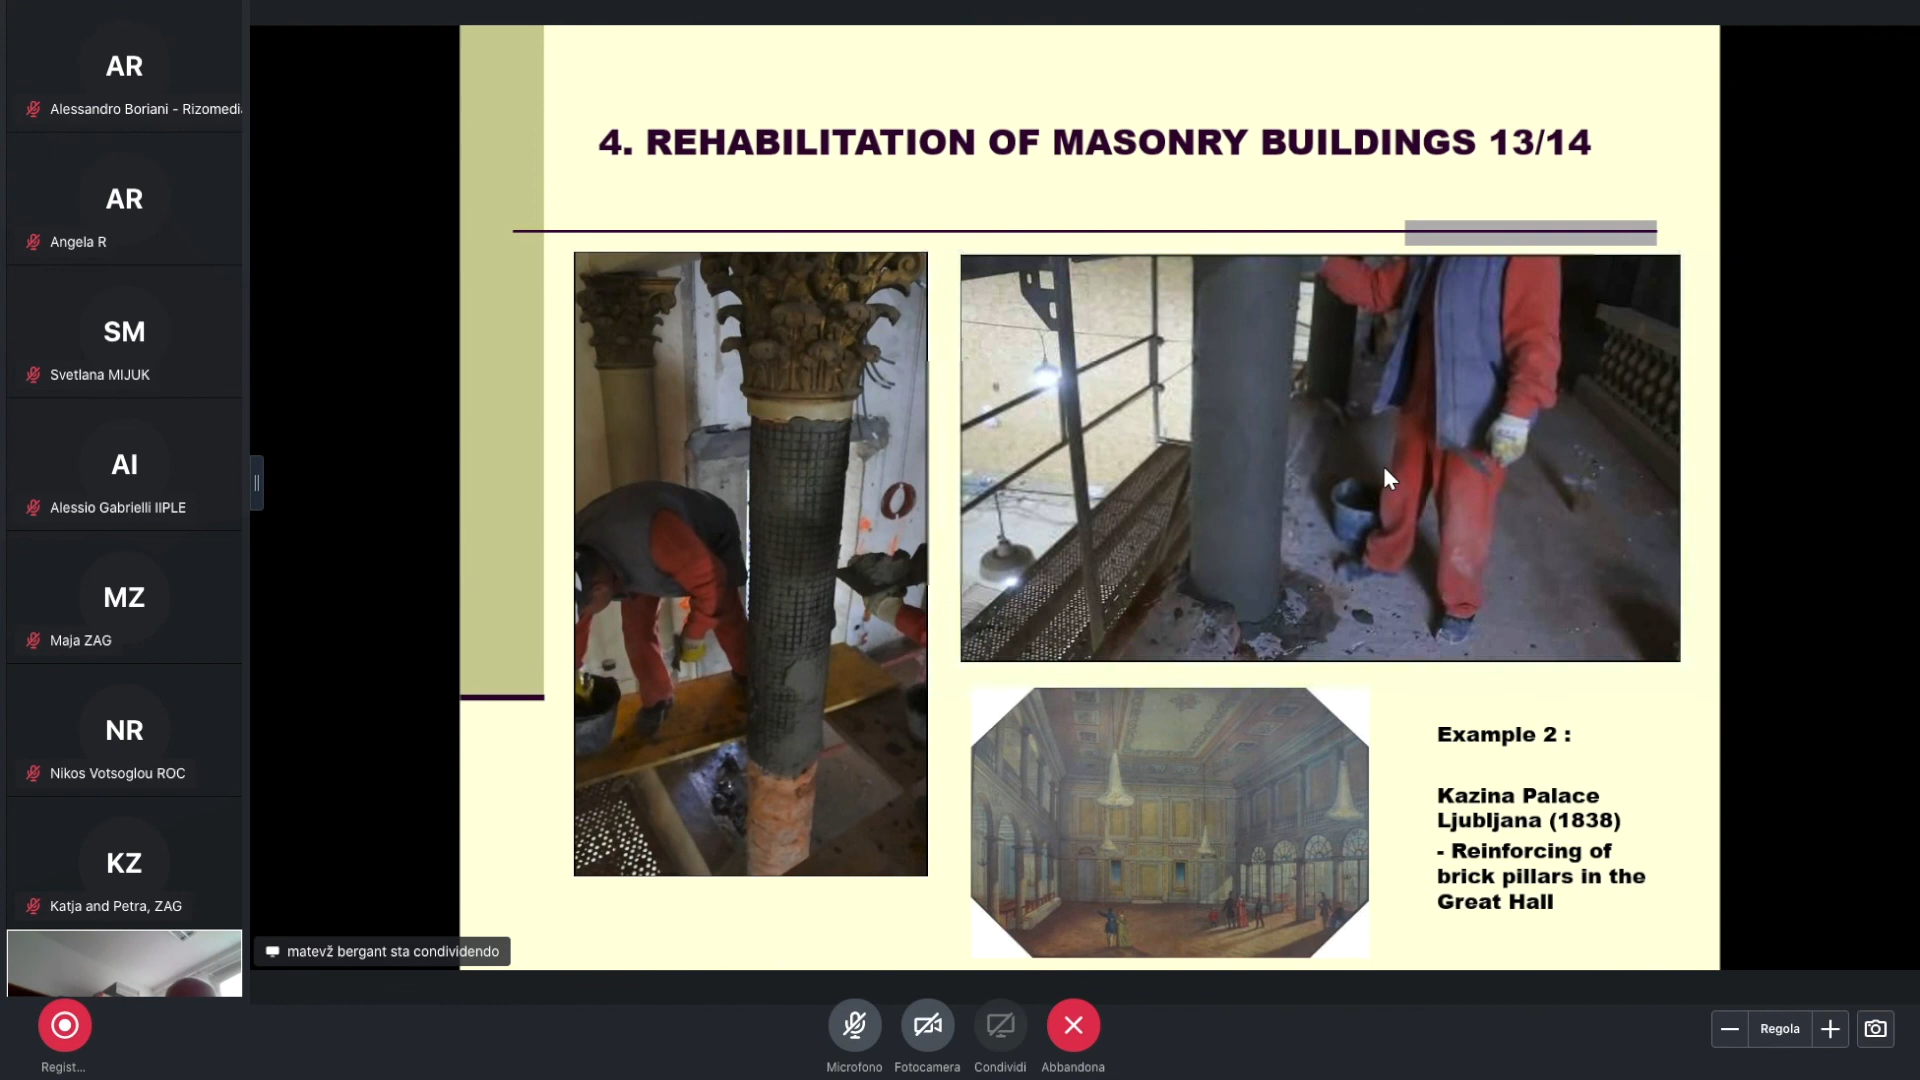 AR
Alessandro Boriani - Rizomedia
AR
Angela R
SM
Svetlana MIJUK
AI
Alessio Gabrielli IIPLE
MZ
Maja ZAG
NR
Nikos Votsoglou ROC
KZ
Katja and Petra, ZAG
4. REHABILITATION OF MASONRY BUILDINGS 13/14
Example 2 :
Kazina Palace
Ljubljana (1838)
- Reinforcing of
brick pillars in the
Great Hall
matevž bergant sta condividendo
Regist...
Microfono
Fotocamera
Condividi
Abbandona
Regola